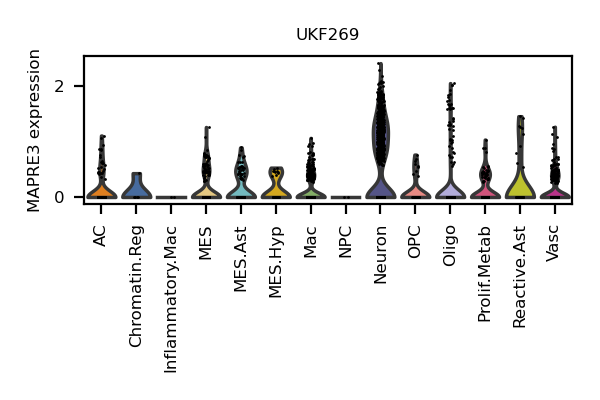 UKF269
MAPRE3 expression
2
0
AC
Chromatin.Reg
Inflammatory.Mac
MES
MES.Ast
MES.Hyp
Mac
NPC
Neuron
OPC
Oligo
Prolif.Metab
Reactive.Ast
Vasc